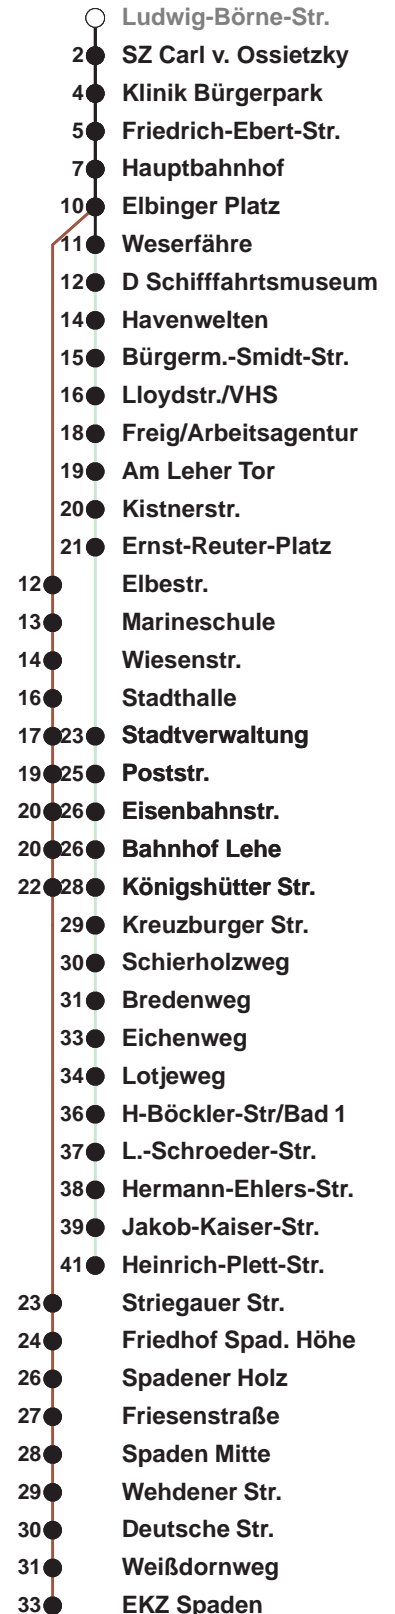 Ludwig-Börne-Str.
2 SZ Carl v. Ossietzky
4 Klinik Bürgerpark
5 Friedrich-Ebert-Str.
7 Hauptbahnhof
10 Elbinger Platz
11 Weserfähre
12 D Schifffahrtsmuseum
14 Havenwelten
15 Bürgerm.-Smidt-Str.
16 Lloydstr./VHS
18 Freig/Arbeitsagentur
19 Am Leher Tor
20 Kistnerstr.
21 Ernst-Reuter-Platz
12 Elbestr.
13 Marineschule
14 Wiesenstr.
16 Stadthalle
17 23 Stadtverwaltung
19 25 Poststr.
20 26 Eisenbahnstr.
20 26 Bahnhof Lehe
22 28 Königshütter Str.
29 Kreuzburger Str.
30 Schierholzweg
31 Bredenweg
33 Eichenweg
34 Lotjeweg
36 H-Böckler-Str/Bad 1
37 L.-Schroeder-Str.
38 Hermann-Ehlers-Str.
39 Jakob-Kaiser-Str.
41 Heinrich-Plett-Str.
23 Striegauer Str.
24 Friedhof Spad. Höhe
26 Spadener Holz
27 Friesenstraße
28 Spaden Mitte
29 Wehdener Str.
30 Deutsche Str.
31 Weißdornweg
33 EKZ Spaden